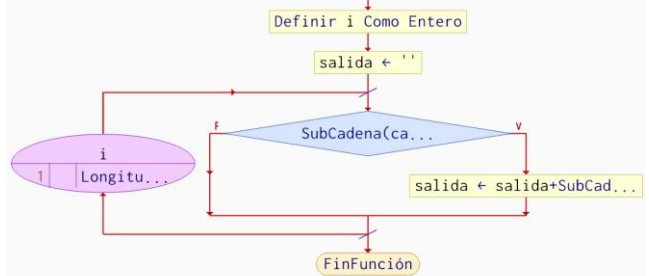 Definir i Como Entero
salida ← ''
F
SubCadena(ca...
V
i
1 Longitu...
salida ← salida+SubCad...
FinFunción